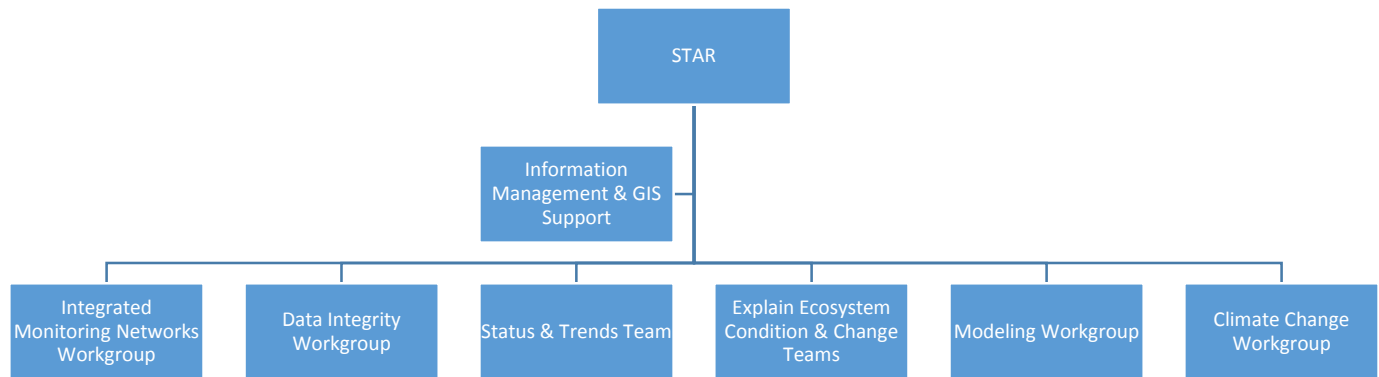 STAR
Information
Management & GIS
Support
Integrated
Monitoring Networks
Workgroup
Data Integrity
Workgroup
Status & Trends Team
Explain Ecosystem
Condition & Change
Teams
Modeling Workgroup
Climate Change
Workgroup